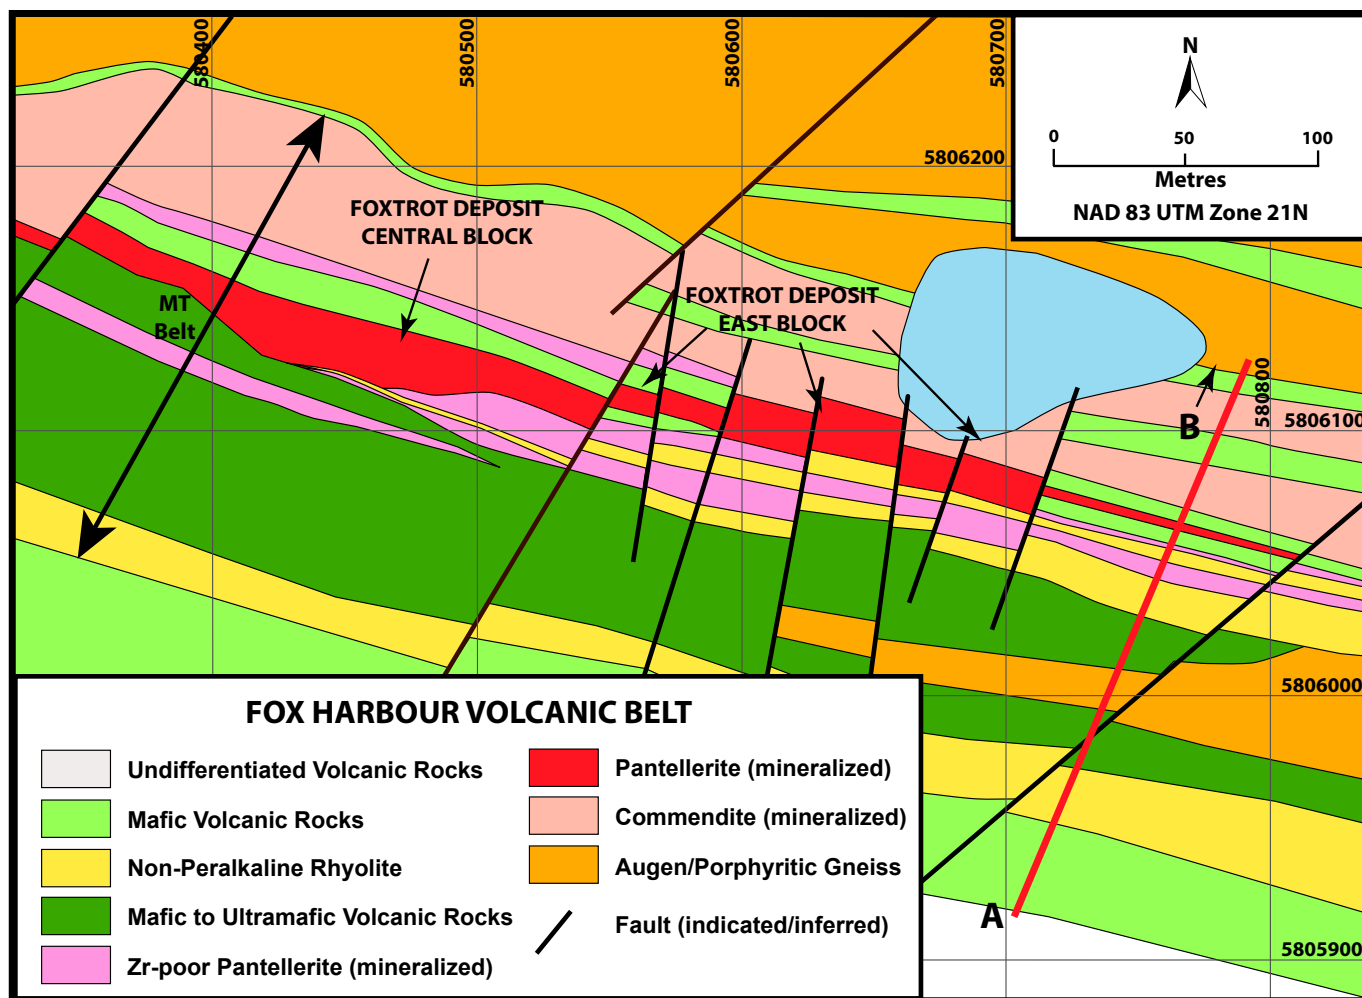 580400
580500
580600
580700
N
0
50
100
Metres
NAD 83 UTM Zone 21N
5806200
FOXTROT DEPOSIT
CENTRAL BLOCK
MT
Belt
FOXTROT DEPOSIT
EAST BLOCK
580800
B
5806100
5806000
A
5805900
FOX HARBOUR VOLCANIC BELT
Undifferentiated Volcanic Rocks
Mafic Volcanic Rocks
Non-Peralkaline Rhyolite
Mafic to Ultramafic Volcanic Rocks
Zr-poor Pantellerite (mineralized)
Pantellerite (mineralized)
Commendite (mineralized)
Augen/Porphyritic Gneiss
Fault (indicated/inferred)